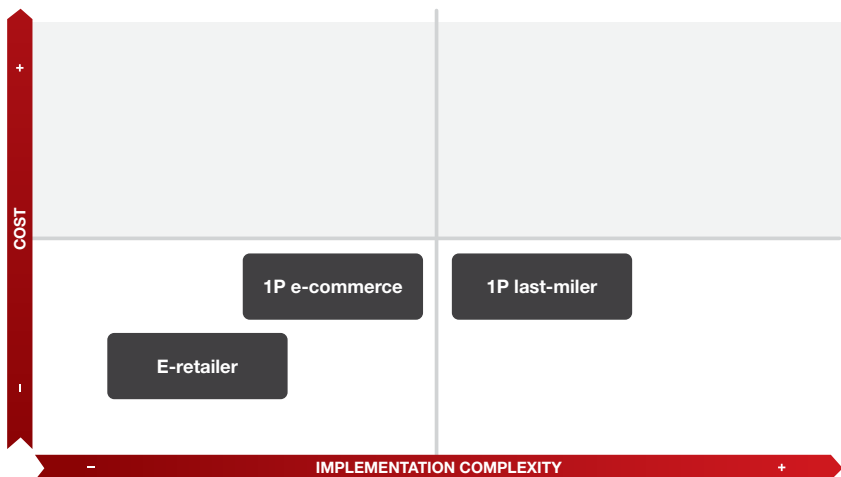 +
COST
–
1P e-commerce
1P last-miler
E-retailer
–
IMPLEMENTATION COMPLEXITY
+